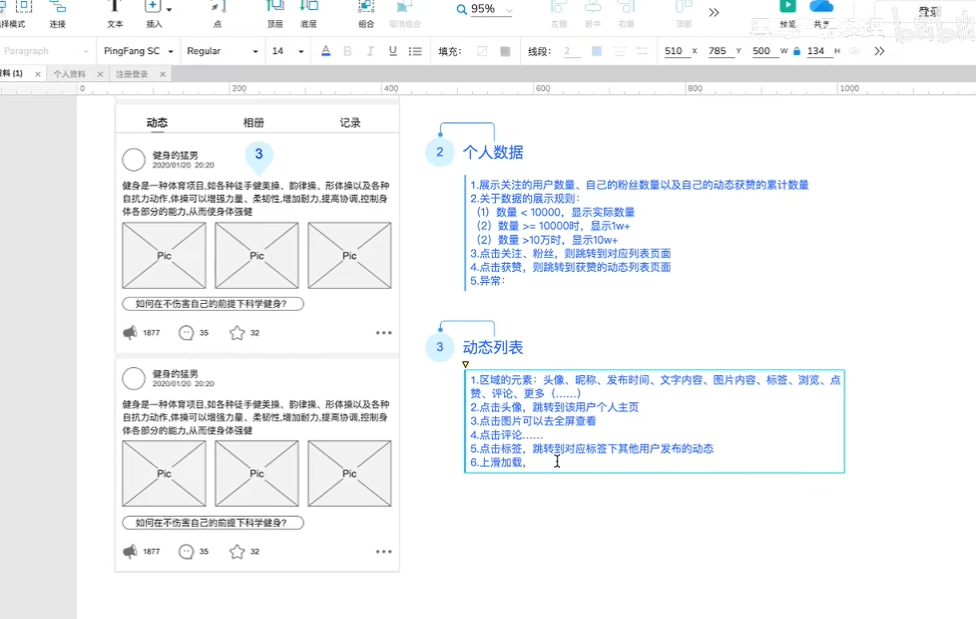 选择模式 连接 文本 插入 点 顶层 底层 组合 取消组合 95% 左侧 居中 右侧 顶部 预览 共享 登录
Paragraph PingFang SC Regular 14 A B I U 填充: 线段: 2 510 X 785 Y 500 W 134 H
资料 (1) × 个人资料 × 注册登录 ×
0 200 400 600 800 1000
动态 相册 记录
健身的猛男
2020/01/20 20:20
3
健身是一种体育项目,如各种徒手健美操、韵律操、形体操以及各种
自抗力动作,体操可以增强力量、柔韧性,增加耐力,提高协调,控制身
体各部分的能力,从而使身体强健
Pic Pic Pic
如何在不伤害自己的前提下科学健身?
1877 35 32
健身的猛男
2020/01/20 20:20
健身是一种体育项目,如各种徒手健美操、韵律操、形体操以及各种
自抗力动作,体操可以增强力量、柔韧性,增加耐力,提高协调,控制身
体各部分的能力,从而使身体强健
Pic Pic Pic
如何在不伤害自己的前提下科学健身?
1877 35 32
2 个人数据
1.展示关注的用户数量、自己的粉丝数量以及自己的动态获赞的累计数量
2.关于数据的展示规则:
(1)数量 < 10000,显示实际数量
(2)数量 >= 10000时,显示1w+
(2)数量 >10万时,显示10w+
3.点击关注、粉丝,则跳转到对应列表页面
4.点击获赞,则跳转到获赞的动态列表页面
5.异常:
3 动态列表
1.区域的元素:头像、昵称、发布时间、文字内容、图片内容、标签、浏览、点
赞、评论、更多(……)
2.点击头像,跳转到该用户个人主页
3.点击图片可以去全屏查看
4.点击评论……
5.点击标签,跳转到对应标签下其他用户发布的动态
6.上滑加载,